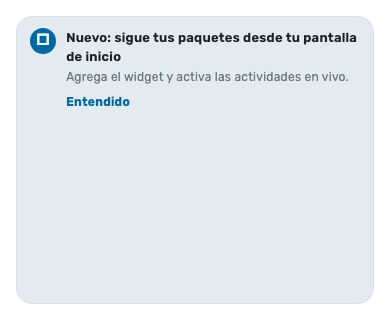 Nuevo: sigue tus paquetes desde tu pantalla
de inicio
Agrega el widget y activa las actividades en vivo.
Entendido